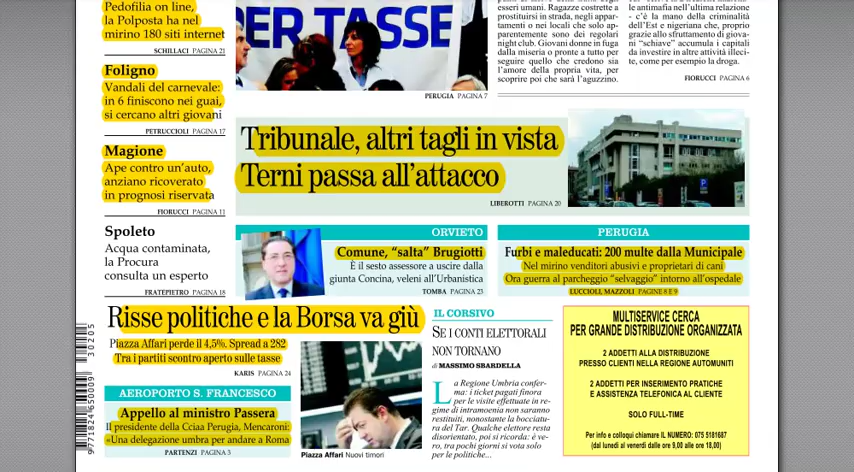 Pedofilia on line,
la Polposta ha nel
mirino 180 siti internet
SCHILLACI PAGINA 21
Foligno
Vandali del carnevale:
in 6 finiscono nei guai,
si cercano altri giovani
PETRUCCIOLI PAGINA 17
Magione
Ape contro un'auto,
anziano ricoverato
in prognosi riservata
FIORUCCI PAGINA 11
Spoleto
Acqua contaminata,
la Procura
consulta un esperto
FRATEPIETRO PAGINA 18
PER TASSE
PERUGIA PAGINA 7
esseri umani. Ragazze costrette a
prostituirsi in strada, negli appar-
tamenti o nei locali che solo ap-
parentemente sono dei regolari
night club. Giovani donne in fuga
dalla miseria o pronte a tutto per
seguire quello che credono sia
l'amore della propria vita, per
scoprire poi che sarà l'aguzzino.
le antitesi en nell'ultima relazione
- c'è la mano della criminalità
dell'Est e nigeriana che, proprio
grazie allo sfruttamento di giova-
ni "schiave" accumula i capitali
da investire in altre attività illeci-
te, come per esempio la droga.
FIORUCCI PAGINA 6
Tribunale, altri tagli in vista
Terni passa all'attacco
LIBEROTTI PAGINA 20
ORVIETO
Comune, "salta" Brugiotti
È il sesto assessore a uscire dalla
giunta Concina, veleni all'Urbanistica
TOMBA PAGINA 23
PERUGIA
Furbi e maleducati: 200 multe dalla Municipale
Nel mirino venditori abusivi e proprietari di cani
Ora guerra al parcheggio "selvaggio" intorno all'ospedale
LUCCIOLI, MAZZOLI PAGINE 8 E 9
Risse politiche e la Borsa va giù
Piazza Affari perde il 4,5%. Spread a 282
Tra i partiti scontro aperto sulle tasse
KARIS PAGINA 24
AEROPORTO S. FRANCESCO
Appello al ministro Passera
Il presidente della Cciaa Perugia, Mencaroni:
«Una delegazione umbra per andare a Roma
PARTENZI PAGINA 3
Piazza Affari Nuovi timori
IL CORSIVO
SE I CONTI ELETTORALI
NON TORNANO
di MASSIMO SBARDELLA
La Regione Umbria confer-
ma: i ticket pagati finora
per le visite effettuate in re-
gime di intramoenia non saranno
restituiti, nonostante la bocciatu-
ra del Tar. Qualche elettore resta
disorientato, poi si ricorda: è ve-
ro, tra pochi giorni si vota solo
per le politiche...
MULTISERVICE CERCA
PER GRANDE DISTRIBUZIONE ORGANIZZATA
2 ADDETTI ALLA DISTRIBUZIONE
PRESSO CLIENTI NELLA REGIONE AUTOMUNITI
2 ADDETTI PER INSERIMENTO PRATICHE
E ASSISTENZA TELEFONICA AL CLIENTE
SOLO FULL-TIME
Per info e colloqui chiamare IL NUMERO: 075 5181687
(dal lunedì al venerdì dalle ore 9,00 alle ore 18,00)
30205
9771824650009